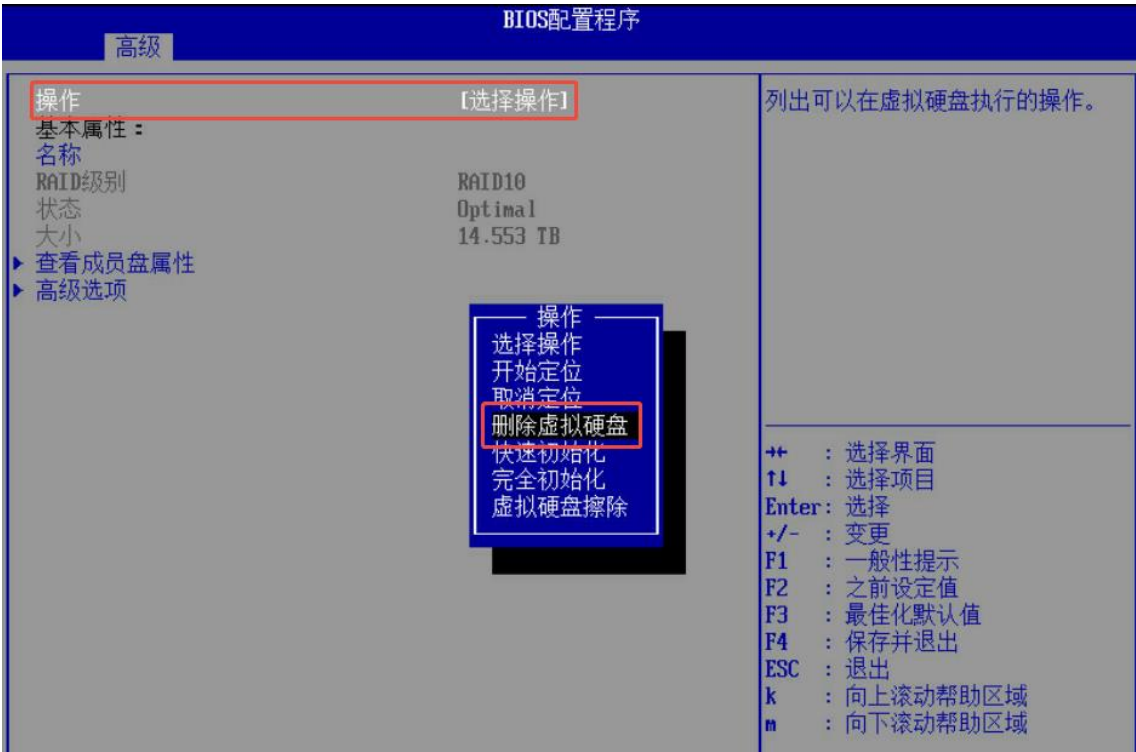 BIOS配置程序
高级
操作 [选择操作]
基本属性：
名称
RAID级别 RAID10
状态 Optimal
大小 14.553 TB
查看成员盘属性
高级选项
操作
选择操作
开始定位
取消定位
删除虚拟硬盘
快速初始化
完全初始化
虚拟硬盘擦除
列出可以在虚拟硬盘执行的操作。
→← : 选择界面
↑↓ : 选择项目
Enter: 选择
+/- : 变更
F1 : 一般性提示
F2 : 之前设定值
F3 : 最佳化默认值
F4 : 保存并退出
ESC : 退出
k : 向上滚动帮助区域
m : 向下滚动帮助区域